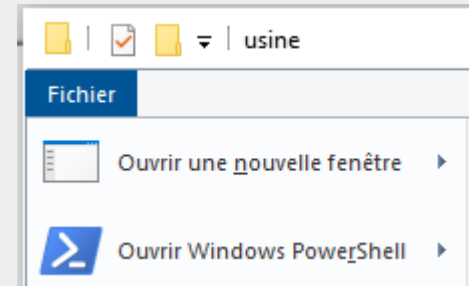 usine
Fichier
Ouvrir une nouvelle fenêtre
Ouvrir Windows PowerShell